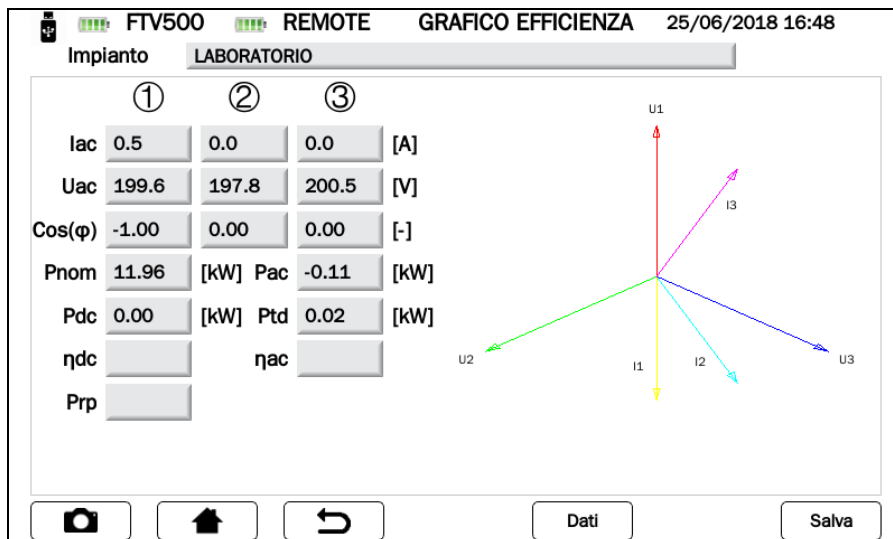 FTV500 REMOTE GRAFICO EFFICIENZA 25/06/2018 16:48
Impianto LABORATORIO
① ② ③
Iac 0.5 0.0 0.0 [A]
Uac 199.6 197.8 200.5 [V]
Cos(φ) -1.00 0.00 0.00 [-]
Pnom 11.96 [kW] Pac -0.11 [kW]
Pdc 0.00 [kW] Ptd 0.02 [kW]
ηdc ηac
Prp
U1
I3
U2
I1
I2
U3
Dati Salva